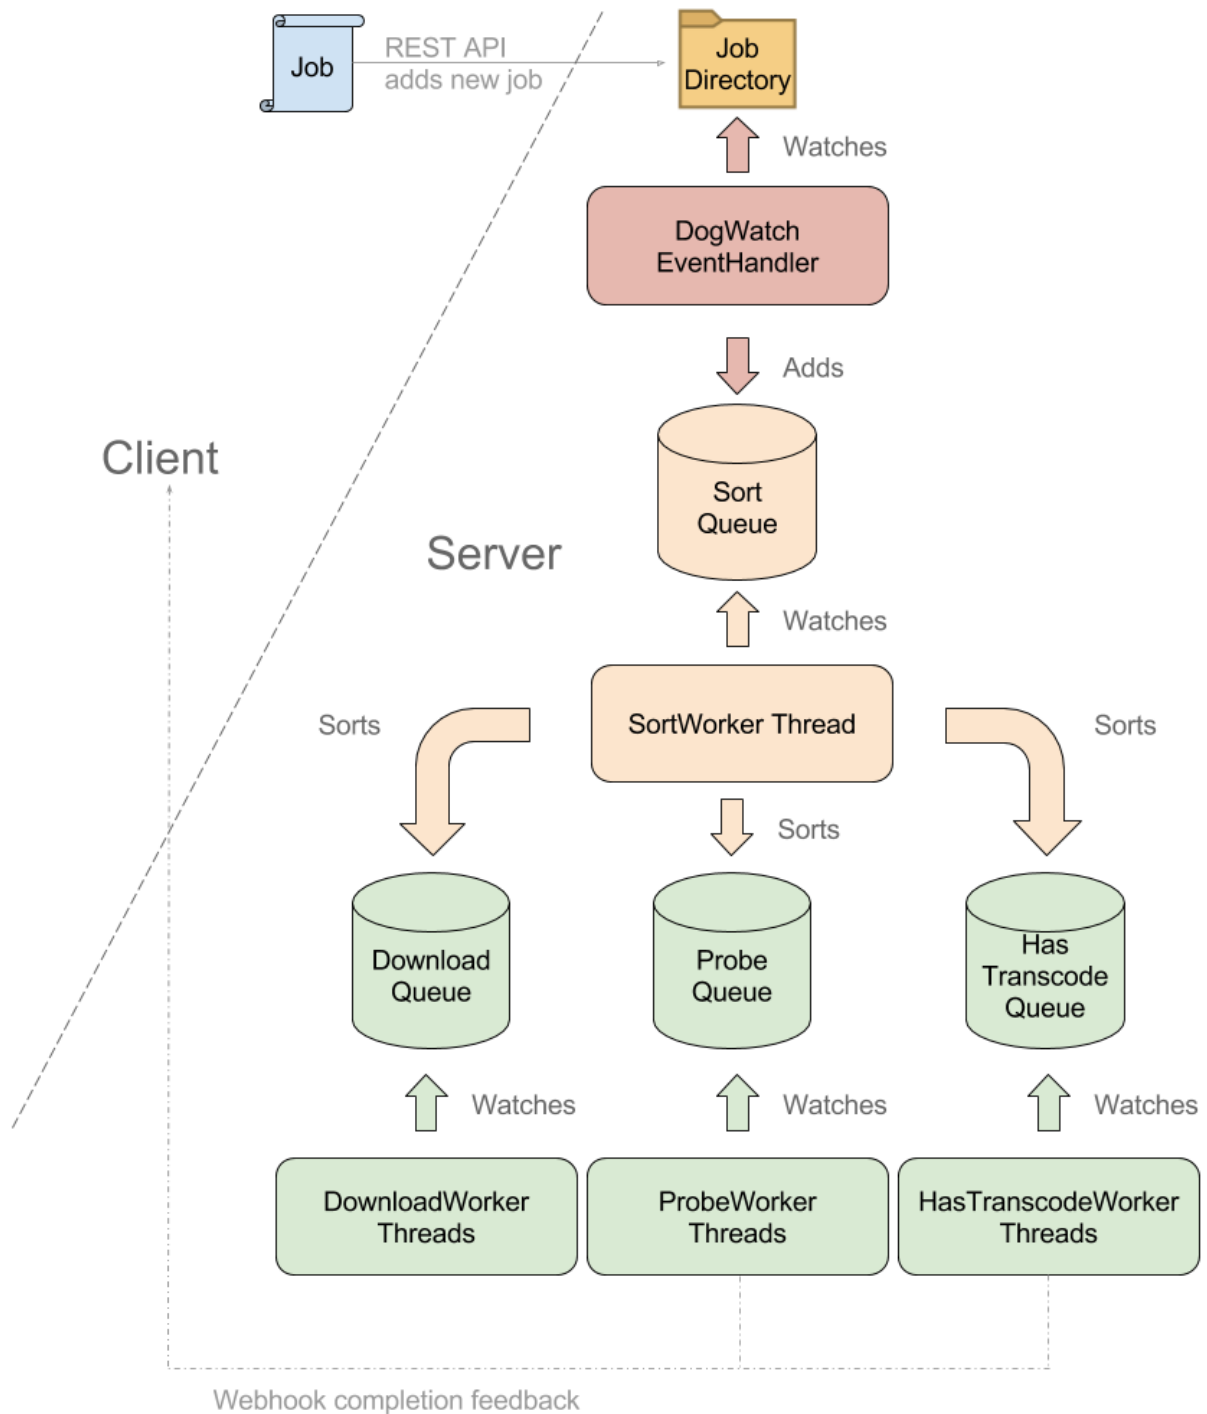 Job
REST API
adds new job
Job
Directory
Watches
DogWatch
EventHandler
Adds
Client
Sort
Queue
Server
Watches
Sorts
SortWorker Thread
Sorts
Sorts
Download
Queue
Probe
Queue
Has
Transcode
Queue
Watches
Watches
Watches
DownloadWorker
Threads
ProbeWorker
Threads
HasTranscodeWorker
Threads
Webhook completion feedback